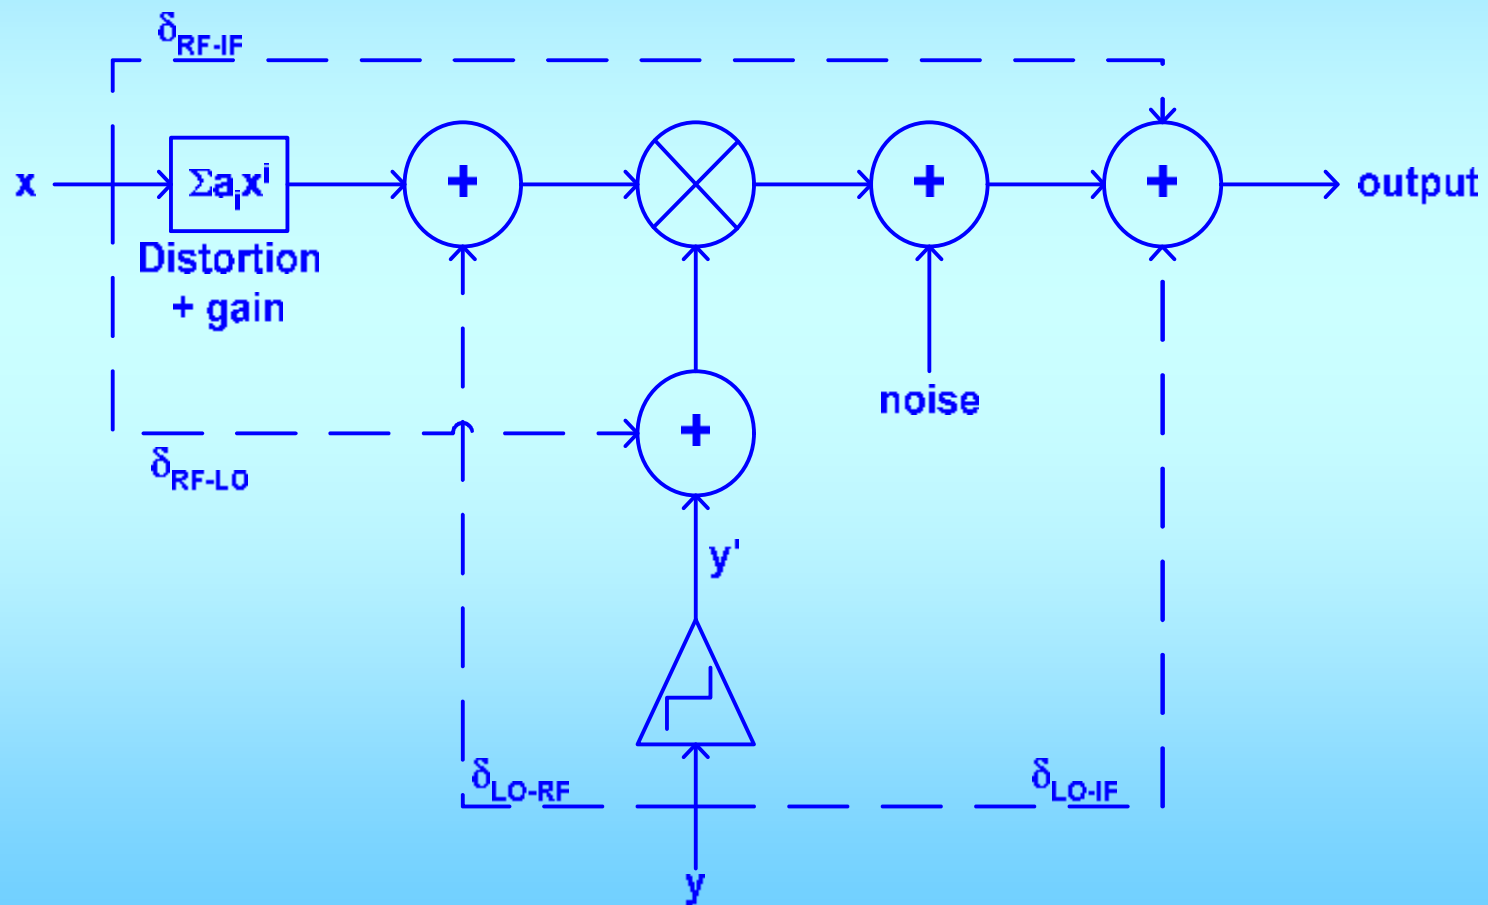 δRF-IF
x
Σaixi
+
+
+
output
Distortion
+ gain
noise
+
δRF-LO
y'
δLO-RF
δLO-IF
y